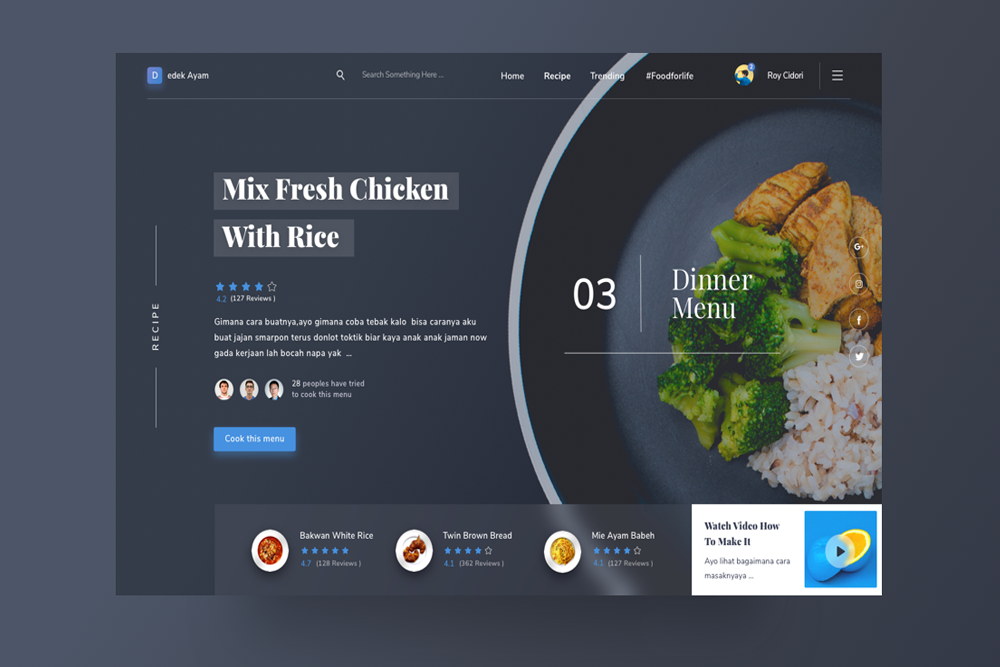 D edek Ayam
Search Something Here ...
Home
Recipe
Trending
#Foodforlife
2
Roy Cidori
Mix Fresh Chicken
With Rice
4.2 (127 Reviews )
Gimana cara buatnya,ayo gimana coba tebak kalo bisa caranya aku
buat jajan smarpon terus donlot toktik biar kaya anak anak jaman now
gada kerjaan lah bocah napa yak ...
28 peoples have tried
to cook this menu
Cook this menu
RECIPE
03
Dinner
Menu
G+
f
Bakwan White Rice
4.7 (128 Reviews )
Twin Brown Bread
4.1 (362 Reviews )
Mie Ayam Babeh
4.1 (127 Reviews )
Watch Video How
To Make It
Ayo lihat bagaimana cara
masaknyaya ...